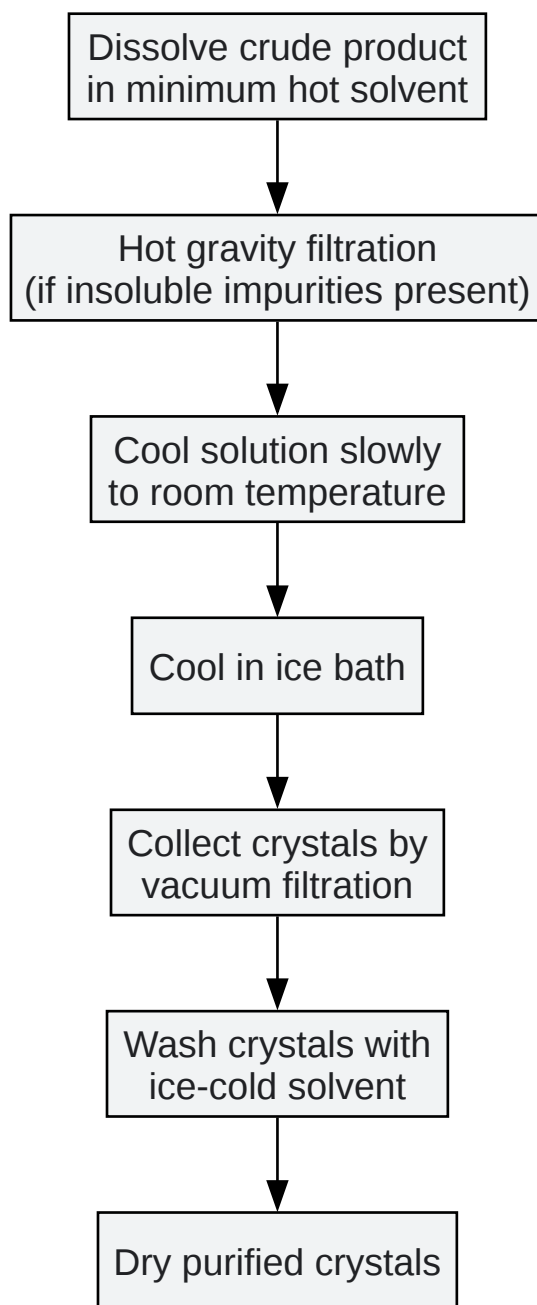 Dissolve crude product
in minimum hot solvent
Hot gravity filtration
(if insoluble impurities present)
Cool solution slowly
to room temperature
Cool in ice bath
Collect crystals by
vacuum filtration
Wash crystals with
ice-cold solvent
Dry purified crystals